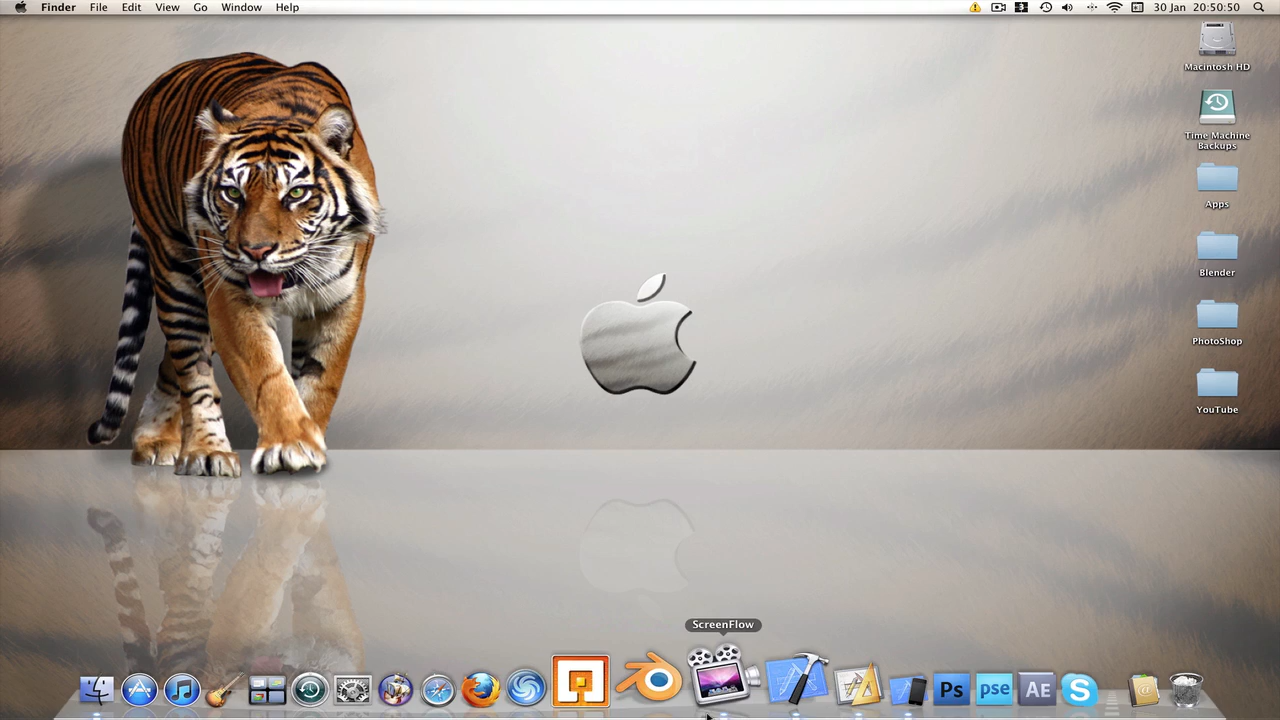 Finder File Edit View Go Window Help
3 30 Jan 20:50:50
Macintosh HD
Time Machine
Backups
Apps
Blender
PhotoShop
YouTube
ScreenFlow
Ps pse AE S